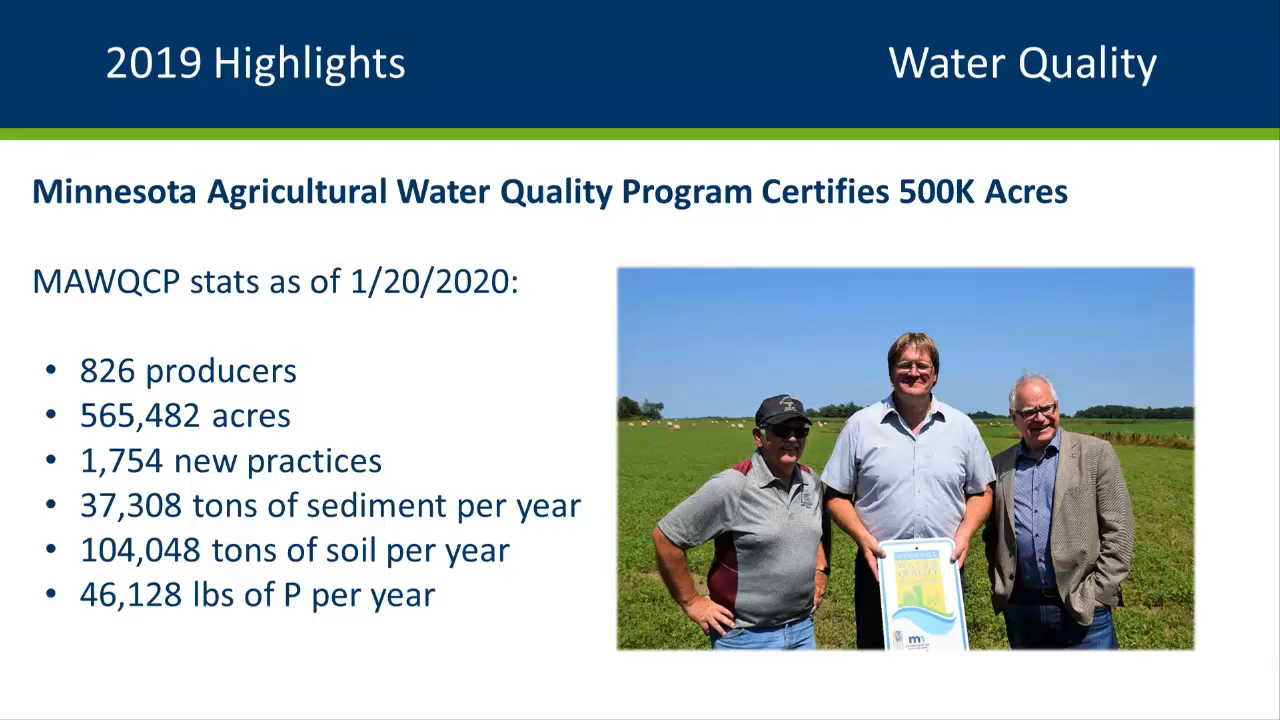 2019 Highlights
Water Quality
Minnesota Agricultural Water Quality Program Certifies 500K Acres
MAWQCP stats as of 1/20/2020:
• 826 producers
• 565,482 acres
• 1,754 new practices
• 37,308 tons of sediment per year
• 104,048 tons of soil per year
• 46,128 lbs of P per year
WATER
QUALITY